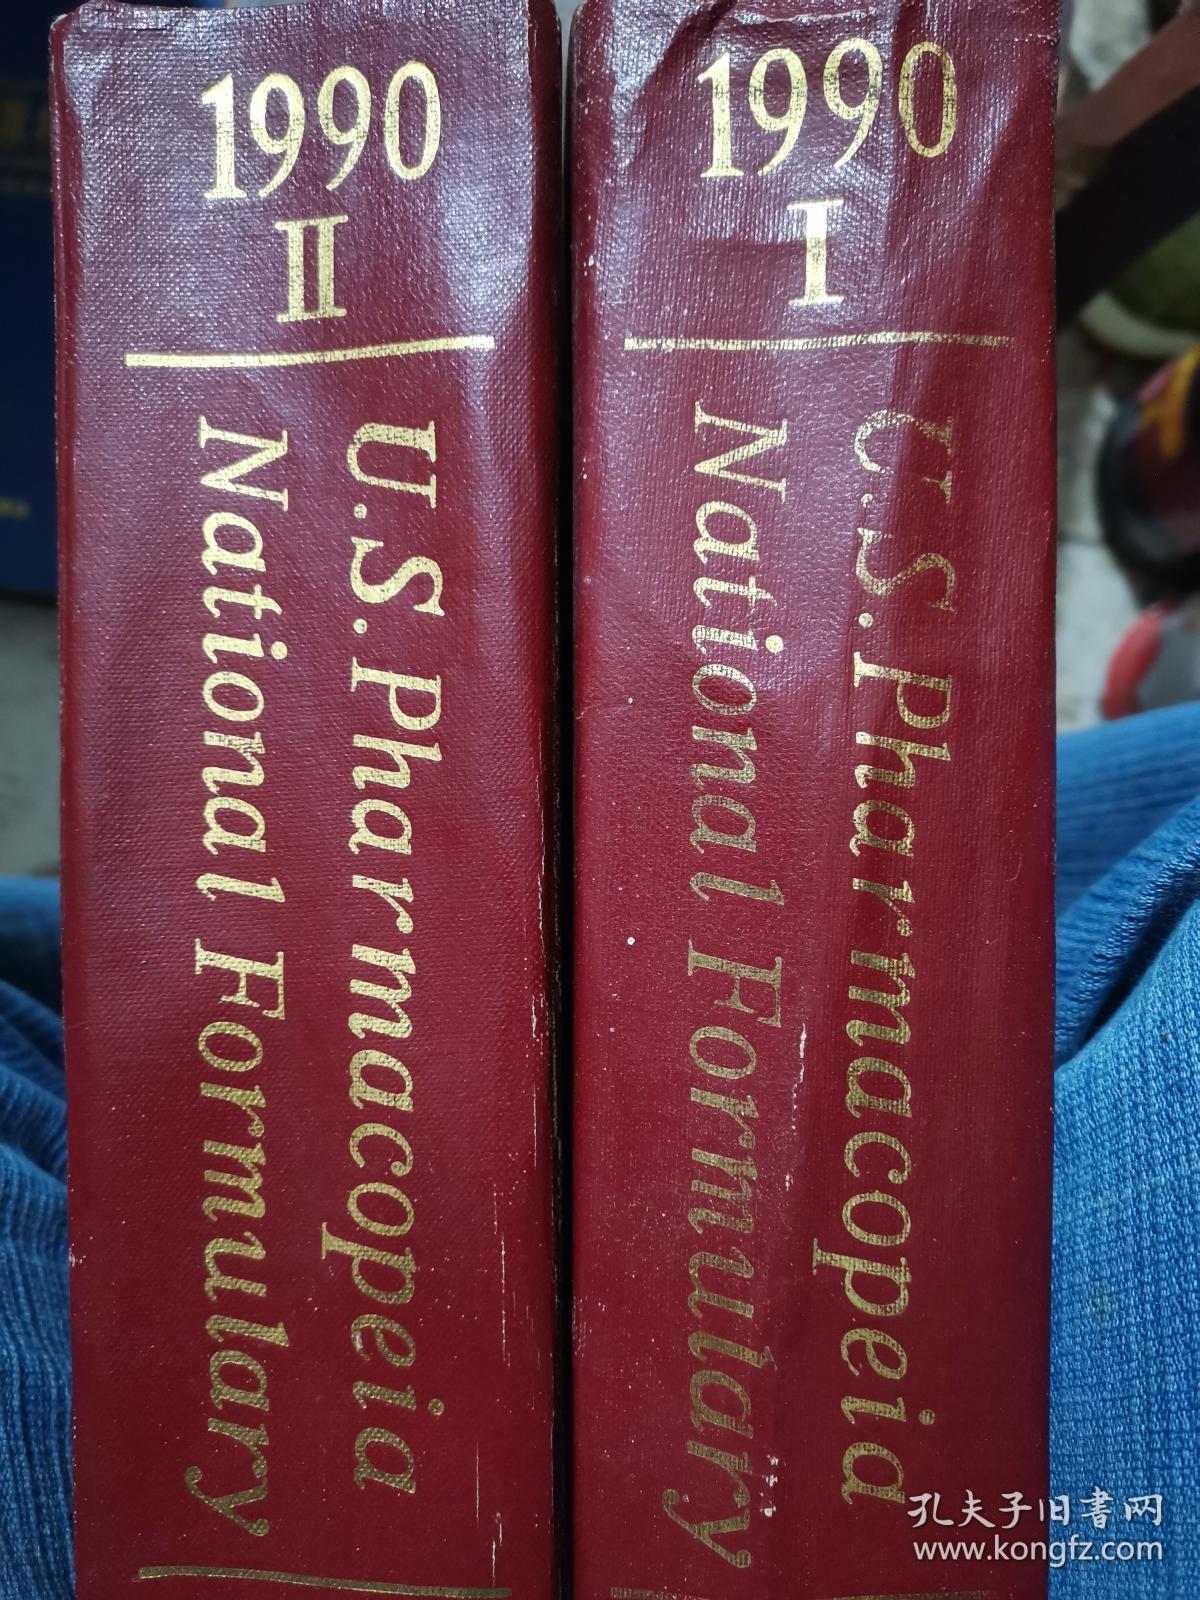 1990
II
U.S. Pharmacopeia
National Formulary
1990
I
U.S. Pharmacopeia
National Formulary
孔夫子旧书网
www.kongfz.com